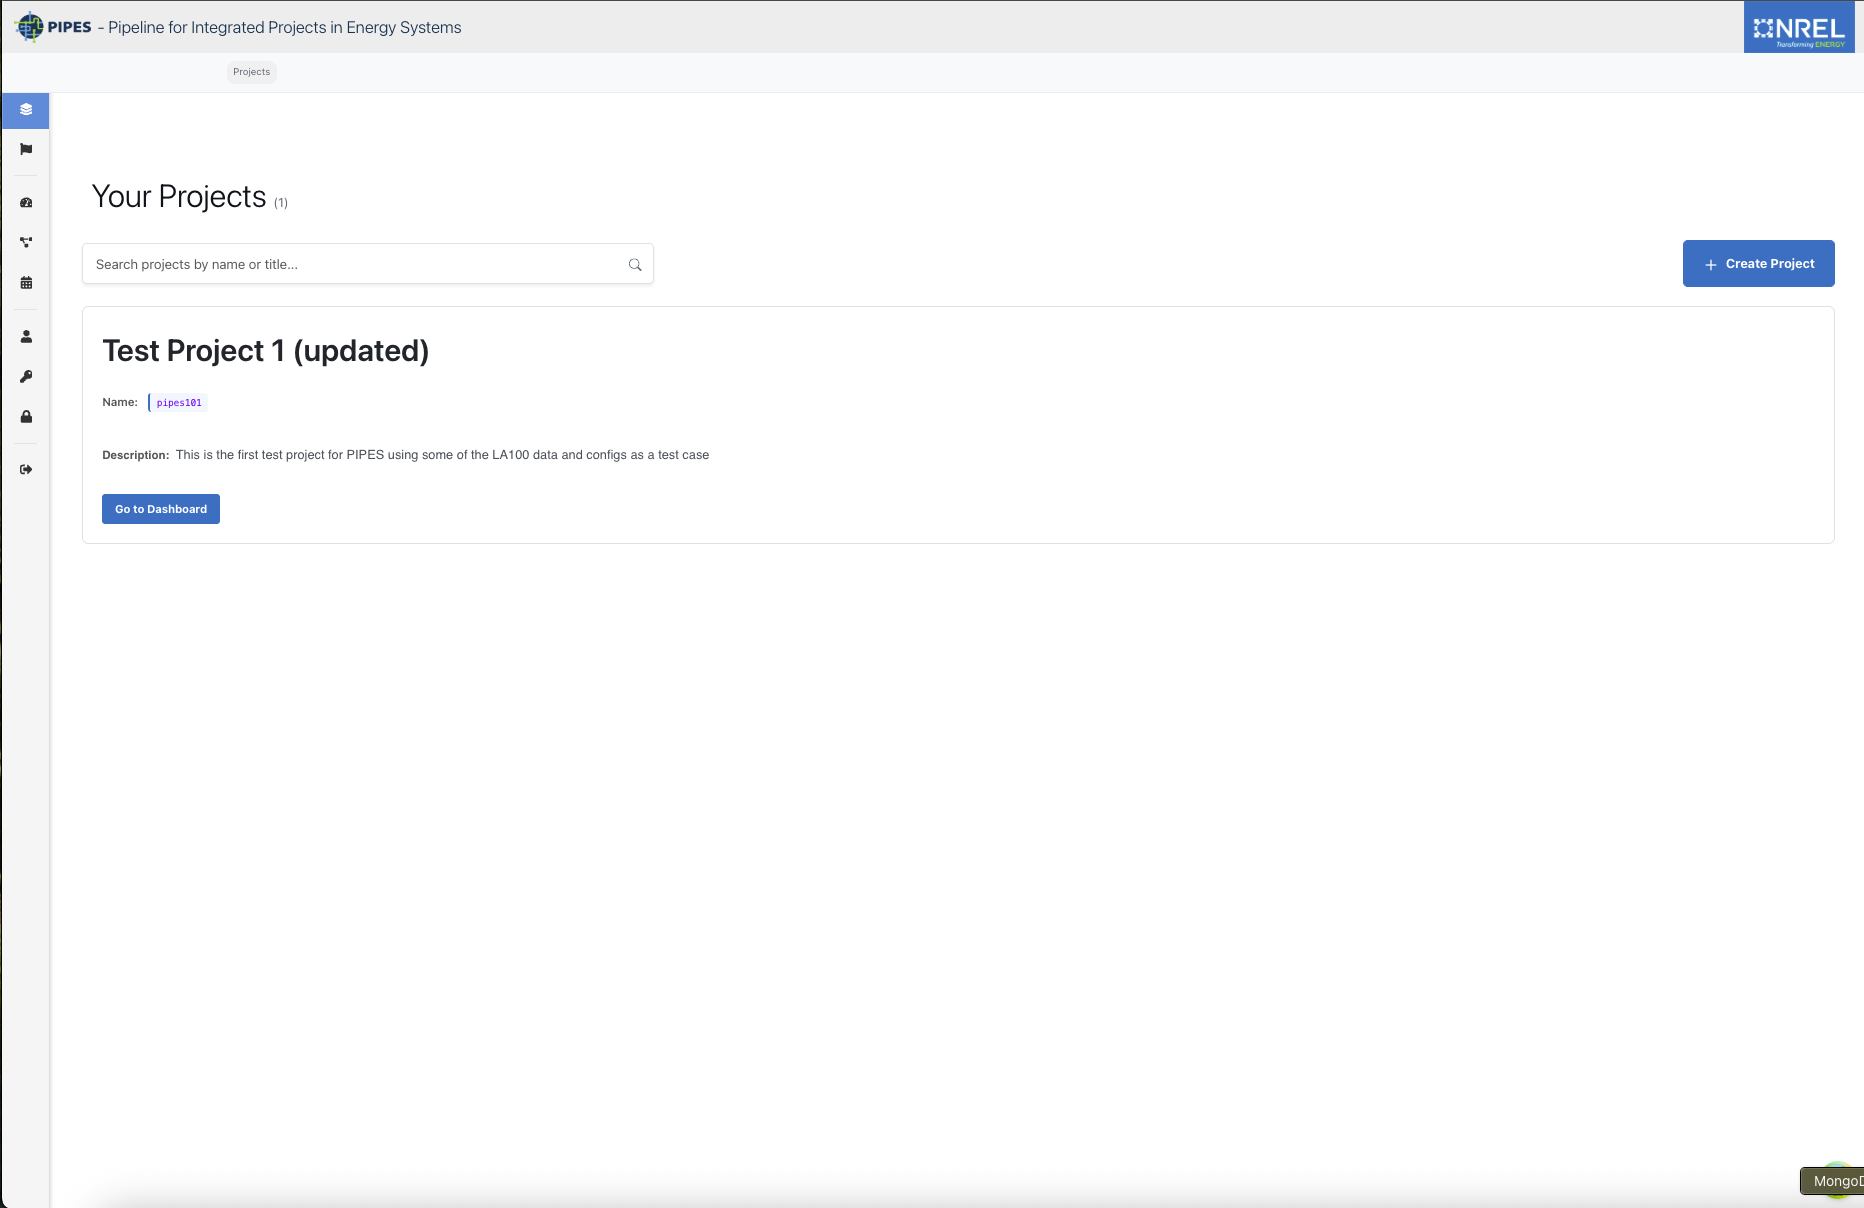 PIPES - Pipeline for Integrated Projects in Energy Systems
NREL
Transforming ENERGY
Projects
Your Projects (1)
Search projects by name or title...
Create Project
Test Project 1 (updated)
Name: pipes101
Description: This is the first test project for PIPES using some of the LA100 data and configs as a test case
Go to Dashboard
MongoD